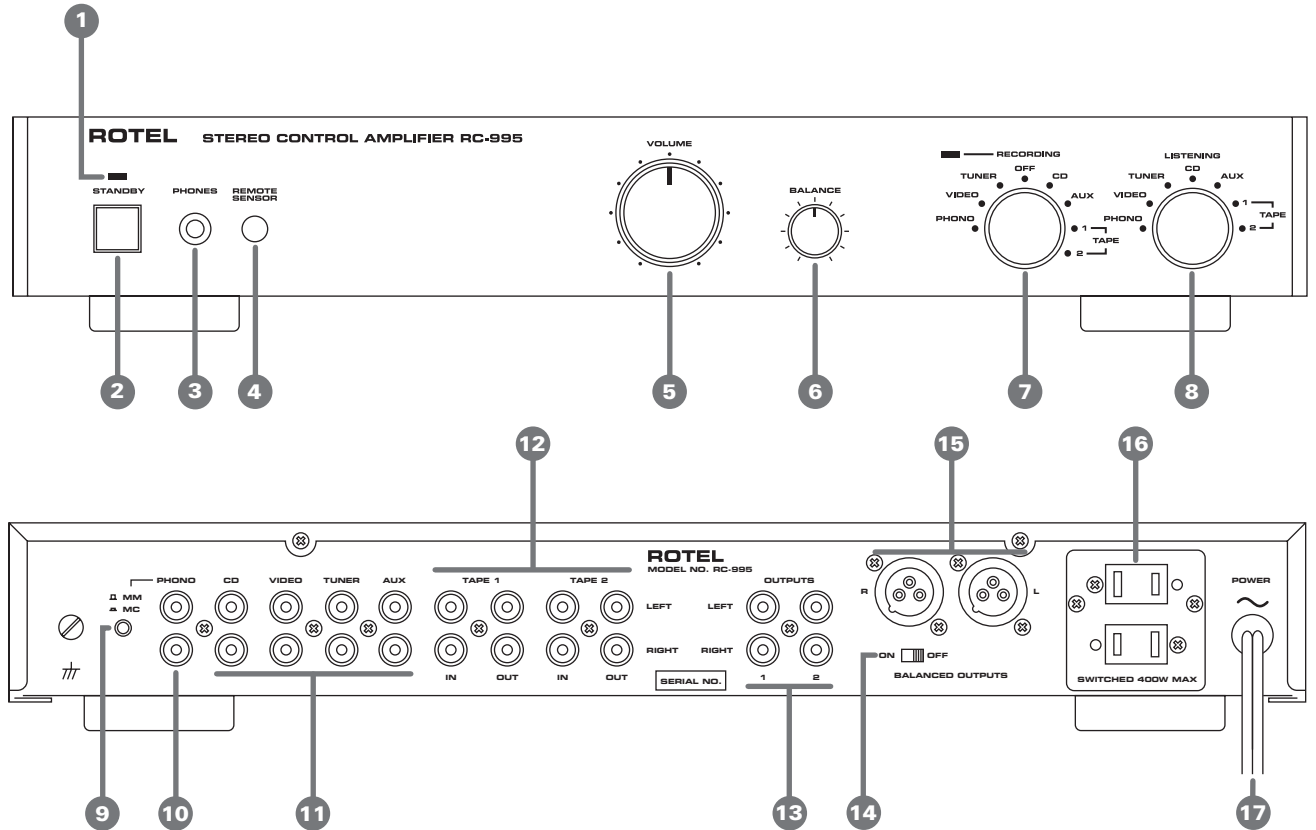 1
ROTEL STEREO CONTROL AMPLIFIER RC-995
STANDBY
PHONES
REMOTE
SENSOR
VOLUME
BALANCE
RECORDING
PHONO
VIDEO
TUNER
OFF
CD
AUX
1
2
TAPE
LISTENING
PHONO
VIDEO
TUNER
CD
AUX
1
2
TAPE
2
3
4
5
6
7
8
12
15
16
ROTEL
MODEL NO. RC-995
PHONO
CD
VIDEO
TUNER
AUX
TAPE 1
TAPE 2
OUTPUTS
MM
MC
LEFT
LEFT
RIGHT
RIGHT
IN
OUT
IN
OUT
SERIAL NO.
1
2
R
L
ON
OFF
BALANCED OUTPUTS
SWITCHED 400W MAX
POWER
9
10
11
13
14
17